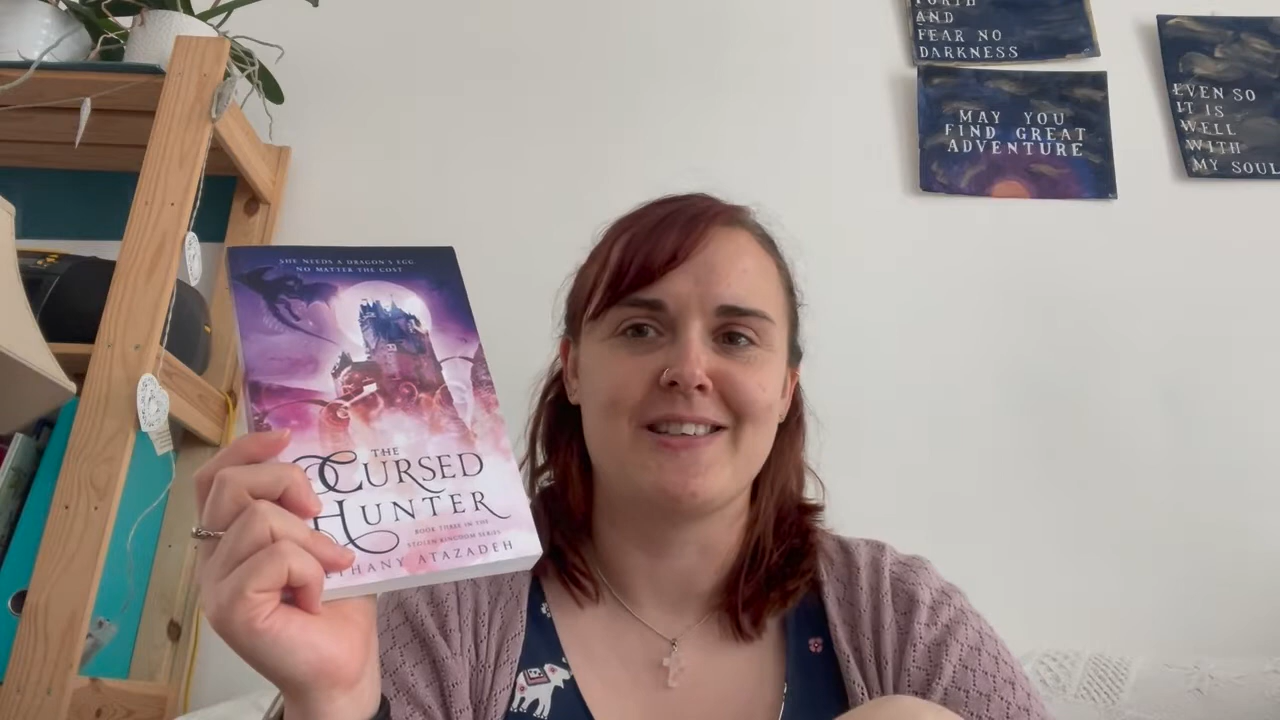 SHE NEEDS A DRAGON'S EGG.
NO MATTER THE COST
THE
CURSED
HUNTER
BOOK THREE IN THE
STOLEN KINGDOM SERIES
ATAZADEH
AND
FEAR NO
DARKNESS
MAY YOU
FIND GREAT
ADVENTURE
EVEN SO
IT IS
WELL
WITH
MY SOUL